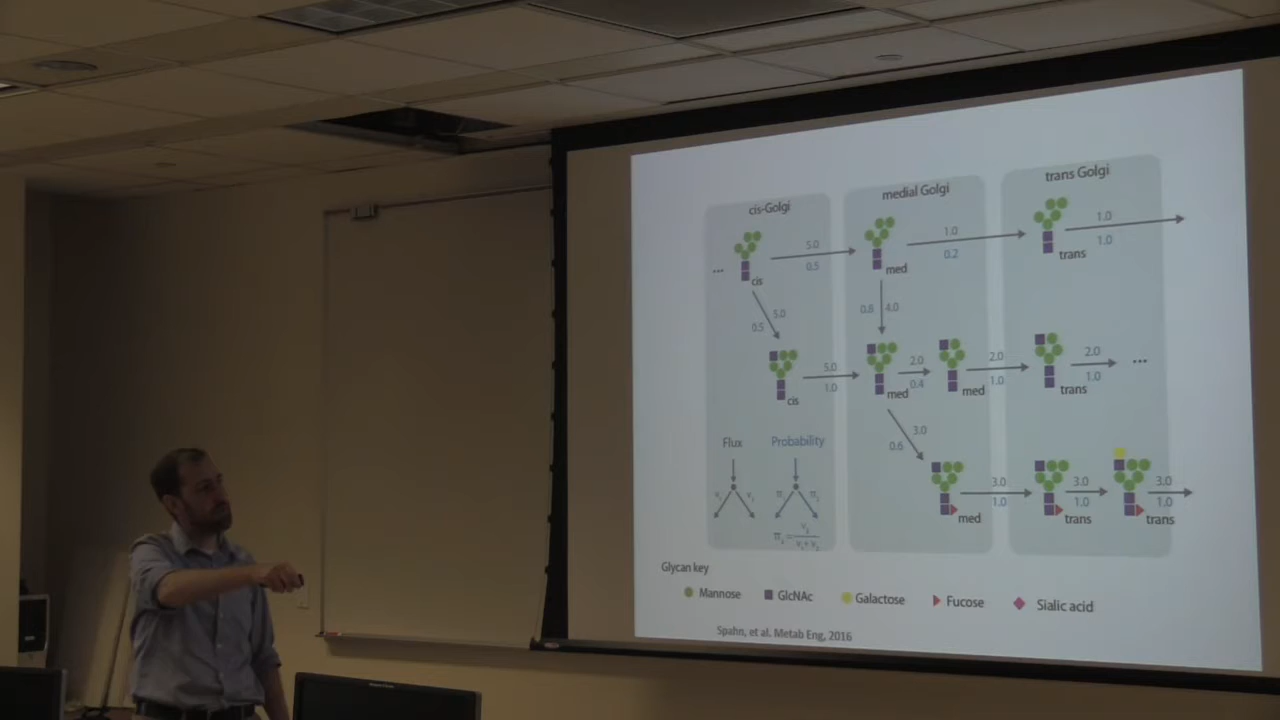 cis-Golgi
medial Golgi
trans Golgi
5.0
0.5
1.0
0.2
1.0
1.0
...
cis
med
trans
5.0
0.5
0.8
4.0
5.0
1.0
2.0
0.4
2.0
1.0
2.0
1.0
...
cis
med
med
trans
3.0
0.6
Flux
Probability
3.0
1.0
3.0
1.0
3.0
1.0
med
trans
trans
Glycan key
Mannose
GlcNAc
Galactose
Fucose
Sialic acid
Spahn, et al. Metab Eng, 2016